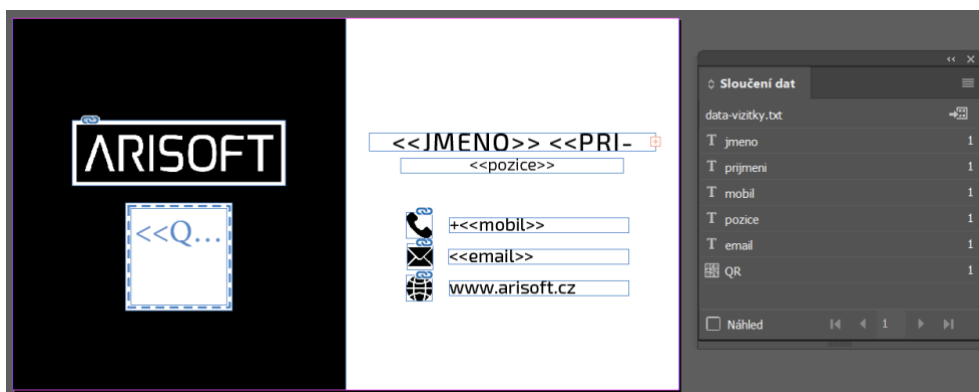 ARISOFT
<<Q...
<<JMENO>> <<PRI-
<<pozice>>
+<<mobil>>
<<email>>
www.arisoft.cz
Sloučení dat
data-vizitky.txt
T jmeno 1
T prijmeni 1
T mobil 1
T pozice 1
T email 1
QR 1
Náhled 1